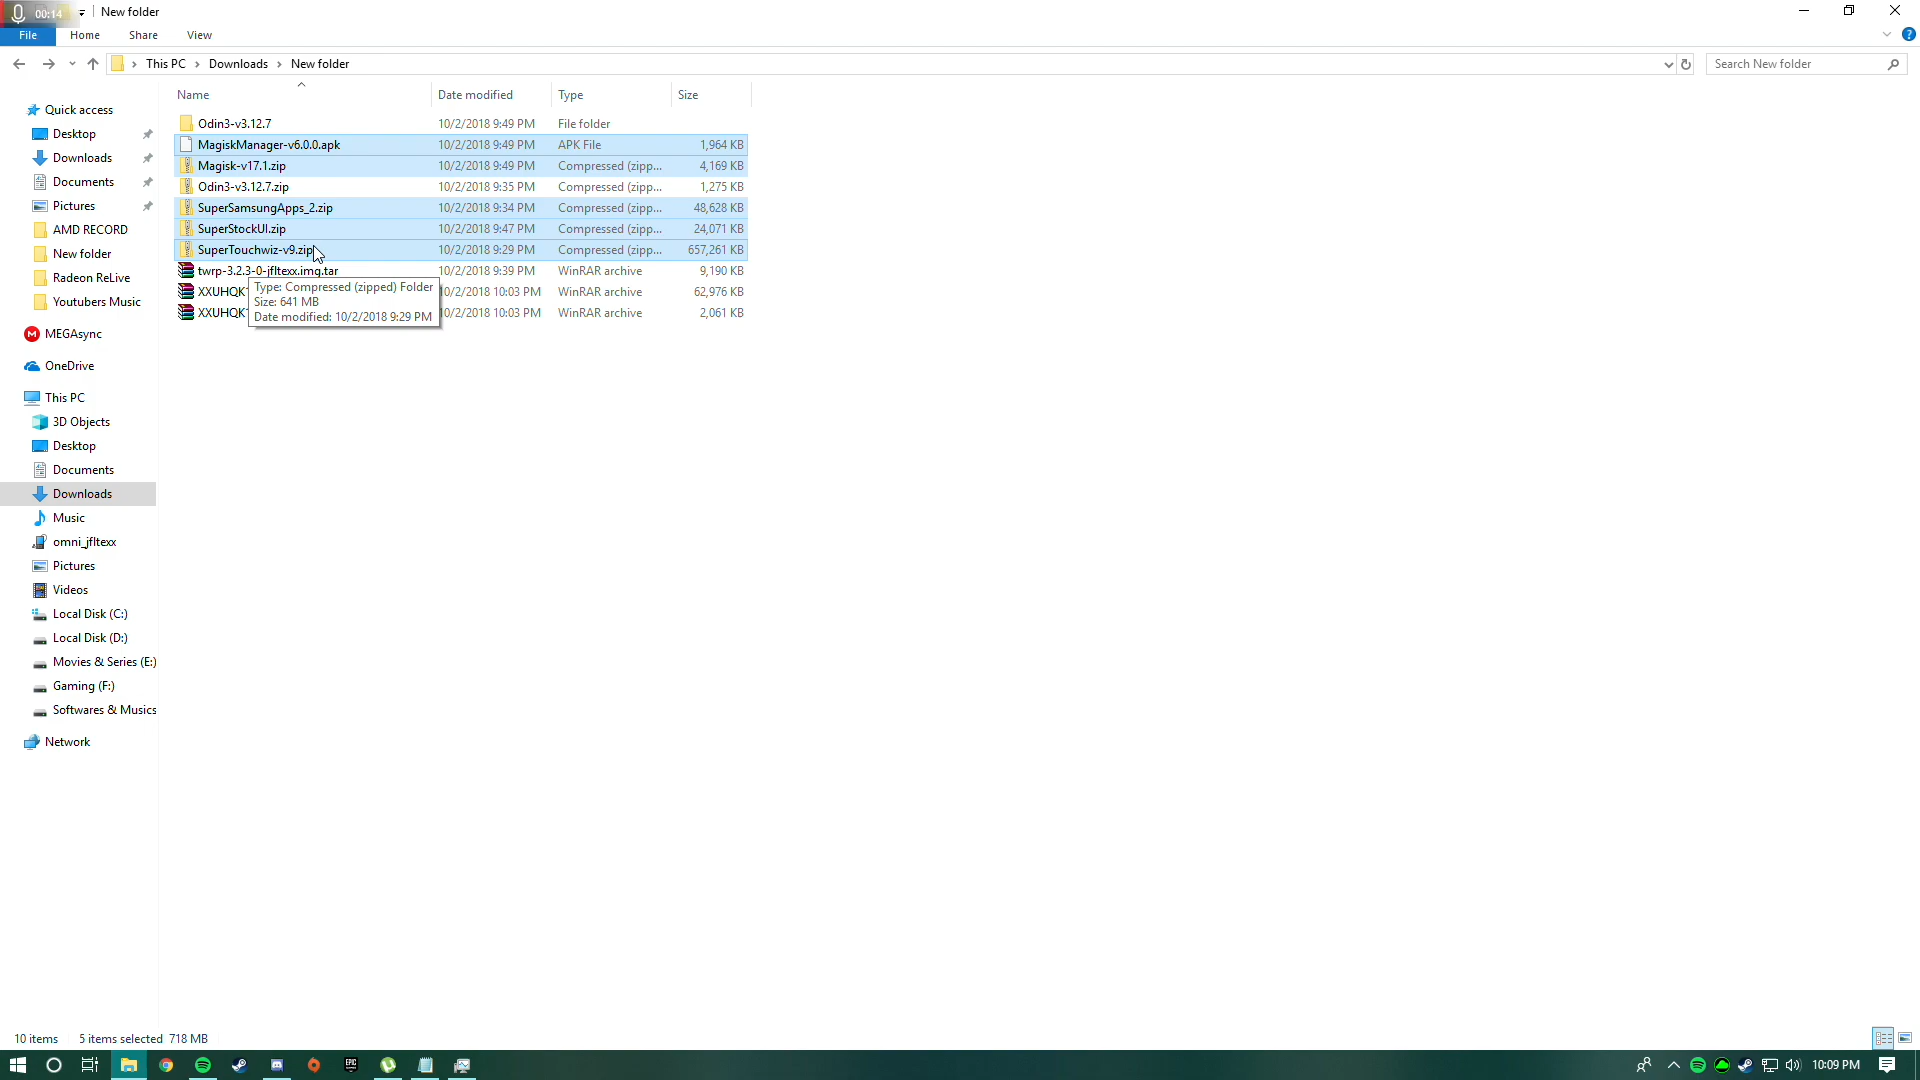 00:14
New folder
File Home Share View
This PC Downloads New folder
Search New folder
Name Date modified Type Size
Odin3-v3.12.7 10/2/2018 9:49 PM File folder
MagiskManager-v6.0.0.apk 10/2/2018 9:49 PM APK File 1,964 KB
Magisk-v17.1.zip 10/2/2018 9:49 PM Compressed (zipp... 4,169 KB
Odin3-v3.12.7.zip 10/2/2018 9:35 PM Compressed (zipp... 1,275 KB
SuperSamsungApps_2.zip 10/2/2018 9:34 PM Compressed (zipp... 48,628 KB
SuperStockUI.zip 10/2/2018 9:47 PM Compressed (zipp... 24,071 KB
SuperTouchwiz-v9.zip 10/2/2018 9:29 PM Compressed (zipp... 657,261 KB
twrp-3.2.3-0-jfltexx.img.tar 10/2/2018 9:39 PM WinRAR archive 9,190 KB
10/2/2018 10:03 PM WinRAR archive 62,976 KB
10/2/2018 10:03 PM WinRAR archive 2,061 KB
Type: Compressed (zipped) Folder
Size: 641 MB
Date modified: 10/2/2018 9:29 PM
Quick access
Desktop
Downloads
Documents
Pictures
AMD RECORD
New folder
Radeon ReLive
Youtubers Music
MEGAsync
OneDrive
This PC
3D Objects
Desktop
Documents
Downloads
Music
omni_jfltexx
Pictures
Videos
Local Disk (C:)
Local Disk (D:)
Movies & Series (E:)
Gaming (F:)
Softwares & Musics
Network
10 items 5 items selected 718 MB
EPIC
10:09 PM